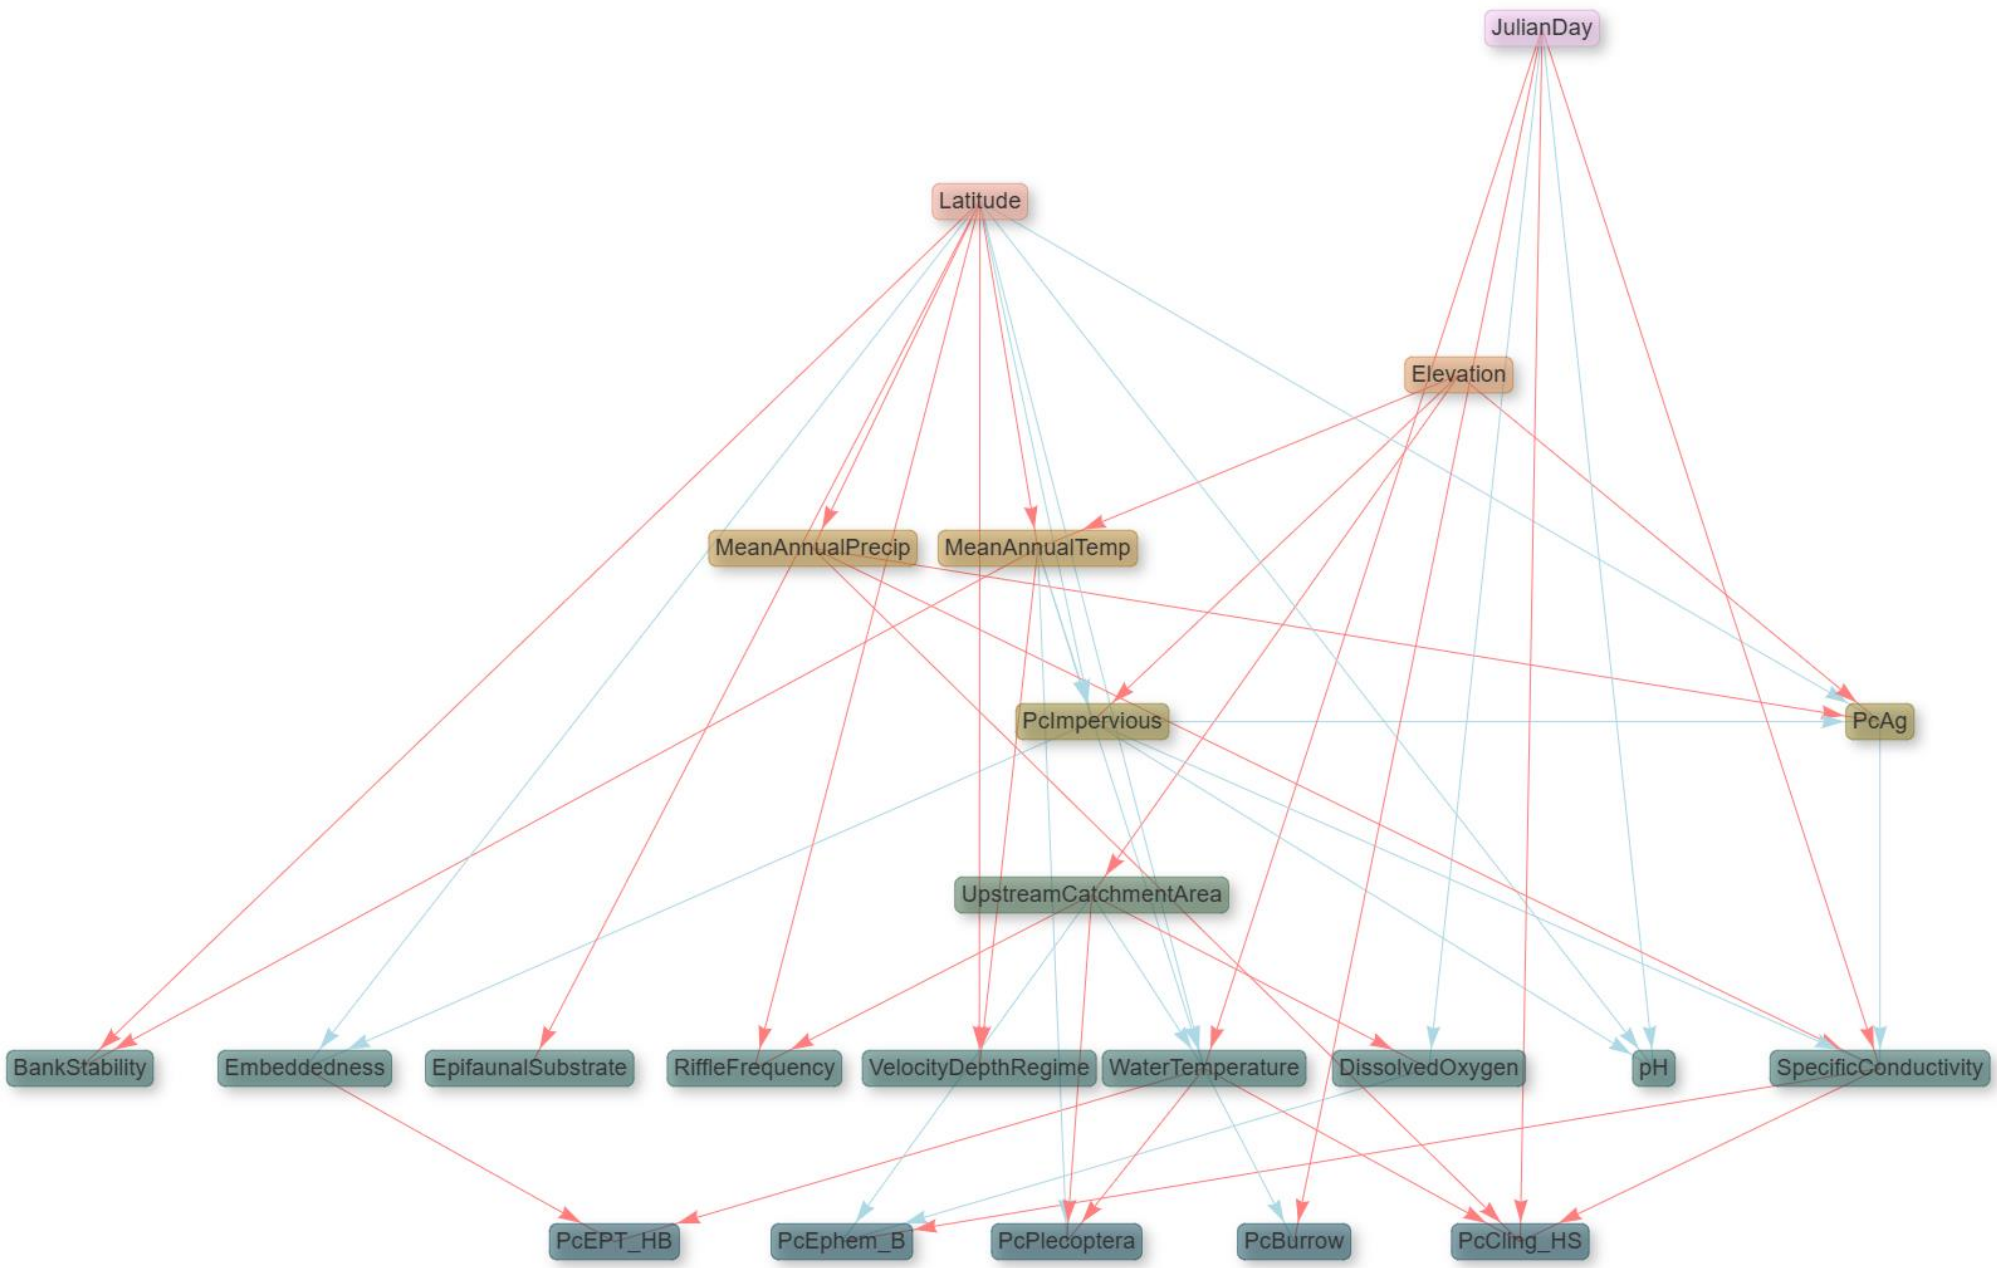 JulianDay
Latitude
Elevation
MeanAnnualPrecip MeanAnnualTemp
PcImpervious PcAg
UpstreamCatchmentArea
BankStability Embeddedness EpifaunalSubstrate RiffleFrequency VelocityDepthRegime WaterTemperature DissolvedOxygen pH SpecificConductivity
PcEPT_HB PcEphem_B PcPlecoptera PcBurrow PcCling_HS